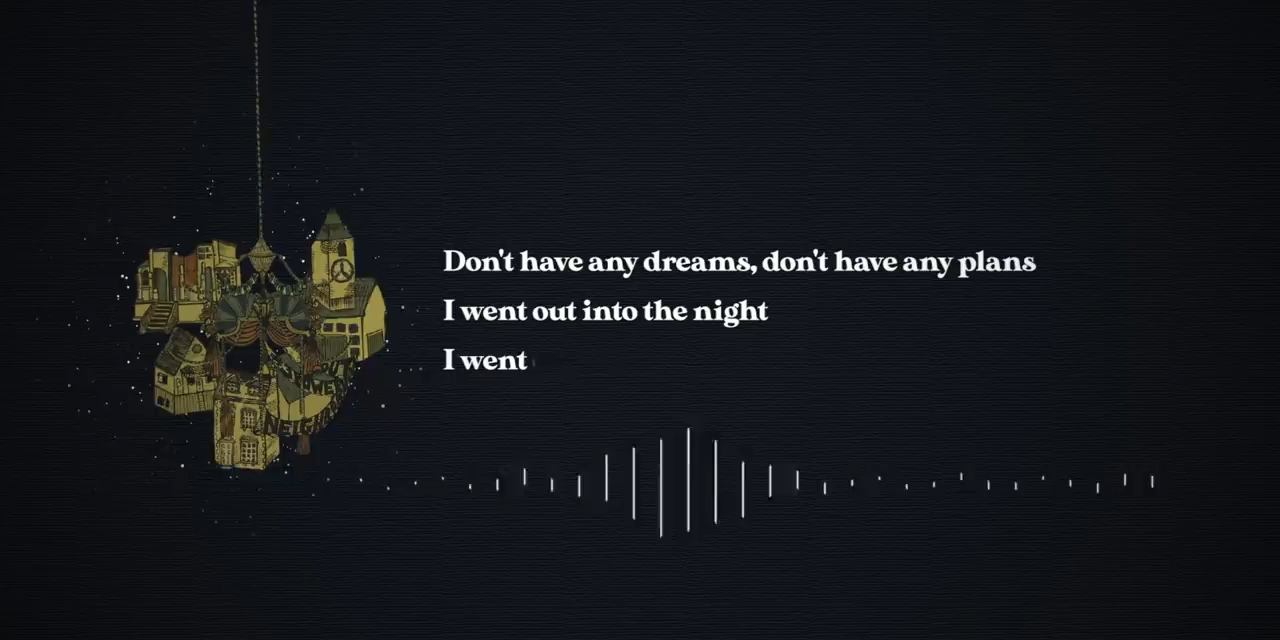 Don't have any dreams, don't have any plans
I went out into the night
I went